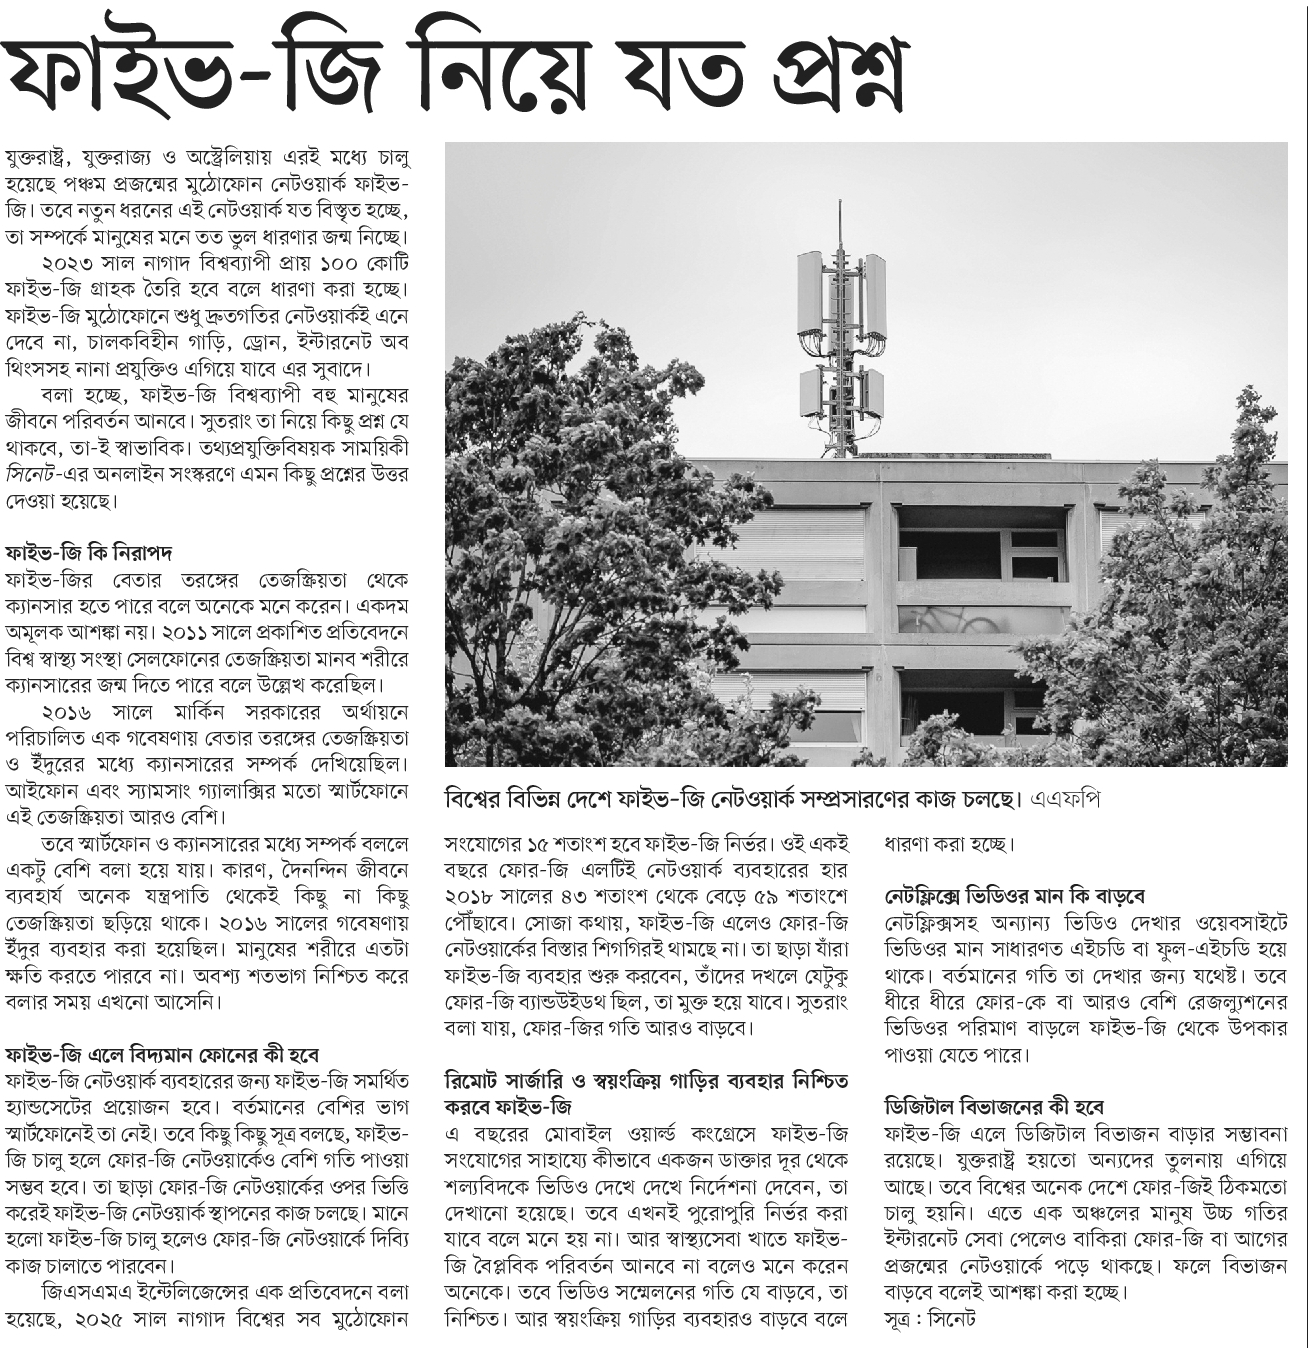 ফাইভ-জি নিয়ে যত প্রশ্ন
যুক্তরাষ্ট্র, যুক্তরাজ্য ও অস্ট্রেলিয়ায় এরই মধ্যে চালু
হয়েছে পঞ্চম প্রজন্মের মুঠোফোন নেটওয়ার্ক ফাইভ-
জি। তবে নতুন ধরনের এই নেটওয়ার্ক যত বিস্তৃত হচ্ছে,
তা সম্পর্কে মানুষের মনে তত ভুল ধারণার জন্ম নিচ্ছে।
২০২৩ সাল নাগাদ বিশ্বব্যাপী প্রায় ১০০ কোটি
ফাইভ-জি গ্রাহক তৈরি হবে বলে ধারণা করা হচ্ছে।
ফাইভ-জি মুঠোফোনে শুধু দ্রুতগতির নেটওয়ার্কই এনে
দেবে না, চালকবিহীন গাড়ি, ড্রোন, ইন্টারনেট অব
থিংসসহ নানা প্রযুক্তিও এগিয়ে যাবে এর সুবাদে।
বলা হচ্ছে, ফাইভ-জি বিশ্বব্যাপী বহু মানুষের
জীবনে পরিবর্তন আনবে। সুতরাং তা নিয়ে কিছু প্রশ্ন যে
থাকবে, তা-ই স্বাভাবিক। তথ্যপ্রযুক্তিবিষয়ক সাময়িকী
সিনেট-এর অনলাইন সংস্করণে এমন কিছু প্রশ্নের উত্তর
দেওয়া হয়েছে।
ফাইভ-জি কি নিরাপদ
ফাইভ-জির বেতার তরঙ্গের তেজস্ক্রিয়তা থেকে
ক্যানসার হতে পারে বলে অনেকে মনে করেন। একদম
অমূলক আশঙ্কা নয়। ২০১১ সালে প্রকাশিত প্রতিবেদনে
বিশ্ব স্বাস্থ্য সংস্থা সেলফোনের তেজস্ক্রিয়তা মানব শরীরে
ক্যানসারের জন্ম দিতে পারে বলে উল্লেখ করেছিল।
২০১৬ সালে মার্কিন সরকারের অর্থায়নে
পরিচালিত এক গবেষণায় বেতার তরঙ্গের তেজস্ক্রিয়তা
ও ইঁদুরের মধ্যে ক্যানসারের সম্পর্ক দেখিয়েছিল।
আইফোন এবং স্যামসাং গ্যালাক্সির মতো স্মার্টফোনে
এই তেজস্ক্রিয়তা আরও বেশি।
তবে স্মার্টফোন ও ক্যানসারের মধ্যে সম্পর্ক বললে
একটু বেশি বলা হয়ে যায়। কারণ, দৈনন্দিন জীবনে
ব্যবহার্য অনেক যন্ত্রপাতি থেকেই কিছু না কিছু
তেজস্ক্রিয়তা ছড়িয়ে থাকে। ২০১৬ সালের গবেষণায়
ইঁদুর ব্যবহার করা হয়েছিল। মানুষের শরীরে এতটা
ক্ষতি করতে পারবে না। অবশ্য শতভাগ নিশ্চিত করে
বলার সময় এখনো আসেনি।
ফাইভ-জি এলে বিদ্যমান ফোনের কী হবে
ফাইভ-জি নেটওয়ার্ক ব্যবহারের জন্য ফাইভ-জি সমর্থিত
হ্যান্ডসেটের প্রয়োজন হবে। বর্তমানের বেশির ভাগ
স্মার্টফোনেই তা নেই। তবে কিছু কিছু সূত্র বলছে, ফাইভ-
জি চালু হলে ফোর-জি নেটওয়ার্কেও বেশি গতি পাওয়া
সম্ভব হবে। তা ছাড়া ফোর-জি নেটওয়ার্কের ওপর ভিত্তি
করেই ফাইভ-জি নেটওয়ার্ক স্থাপনের কাজ চলছে। মানে
হলো ফাইভ-জি চালু হলেও ফোর-জি নেটওয়ার্কে দিব্যি
কাজ চালাতে পারবেন।
জিএসএমএ ইন্টেলিজেন্সের এক প্রতিবেদনে বলা
হয়েছে, ২০২৫ সাল নাগাদ বিশ্বের সব মুঠোফোন
বিশ্বের বিভিন্ন দেশে ফাইভ-জি নেটওয়ার্ক সম্প্রসারণের কাজ চলছে। এএফপি
সংযোগের ১৫ শতাংশ হবে ফাইভ-জি নির্ভর। ওই একই
বছরে ফোর-জি এলটিই নেটওয়ার্ক ব্যবহারের হার
২০১৮ সালের ৪৩ শতাংশ থেকে বেড়ে ৫৯ শতাংশে
পৌঁছাবে। সোজা কথায়, ফাইভ-জি এলেও ফোর-জি
নেটওয়ার্কের বিস্তার শিগগিরই থামছে না। তা ছাড়া যাঁরা
ফাইভ-জি ব্যবহার শুরু করবেন, তাঁদের দখলে যেটুকু
ফোর-জি ব্যান্ডউইডথ ছিল, তা মুক্ত হয়ে যাবে। সুতরাং
বলা যায়, ফোর-জির গতি আরও বাড়বে।
রিমোট সার্জারি ও স্বয়ংক্রিয় গাড়ির ব্যবহার নিশ্চিত
করবে ফাইভ-জি
এ বছরের মোবাইল ওয়ার্ল্ড কংগ্রেসে ফাইভ-জি
সংযোগের সাহায্যে কীভাবে একজন ডাক্তার দূর থেকে
শল্যবিদকে ভিডিও দেখে দেখে নির্দেশনা দেবেন, তা
দেখানো হয়েছে। তবে এখনই পুরোপুরি নির্ভর করা
যাবে বলে মনে হয় না। আর স্বাস্থ্যসেবা খাতে ফাইভ-
জি বৈপ্লবিক পরিবর্তন আনবে না বলেও মনে করেন
অনেকে। তবে ভিডিও সম্মেলনের গতি যে বাড়বে, তা
নিশ্চিত। আর স্বয়ংক্রিয় গাড়ির ব্যবহারও বাড়বে বলে
ধারণা করা হচ্ছে।
নেটফ্লিক্সে ভিডিওর মান কি বাড়বে
নেটফ্লিক্সসহ অন্যান্য ভিডিও দেখার ওয়েবসাইটে
ভিডিওর মান সাধারণত এইচডি বা ফুল-এইচডি হয়ে
থাকে। বর্তমানের গতি তা দেখার জন্য যথেষ্ট। তবে
ধীরে ধীরে ফোর-কে বা আরও বেশি রেজল্যুশনের
ভিডিওর পরিমাণ বাড়লে ফাইভ-জি থেকে উপকার
পাওয়া যেতে পারে।
ডিজিটাল বিভাজনের কী হবে
ফাইভ-জি এলে ডিজিটাল বিভাজন বাড়ার সম্ভাবনা
রয়েছে। যুক্তরাষ্ট্র হয়তো অন্যদের তুলনায় এগিয়ে
আছে। তবে বিশ্বের অনেক দেশে ফোর-জিই ঠিকমতো
চালু হয়নি। এতে এক অঞ্চলের মানুষ উচ্চ গতির
ইন্টারনেট সেবা পেলেও বাকিরা ফোর-জি বা আগের
প্রজন্মের নেটওয়ার্কে পড়ে থাকছে। ফলে বিভাজন
বাড়বে বলেই আশঙ্কা করা হচ্ছে।
সূত্র : সিনেট